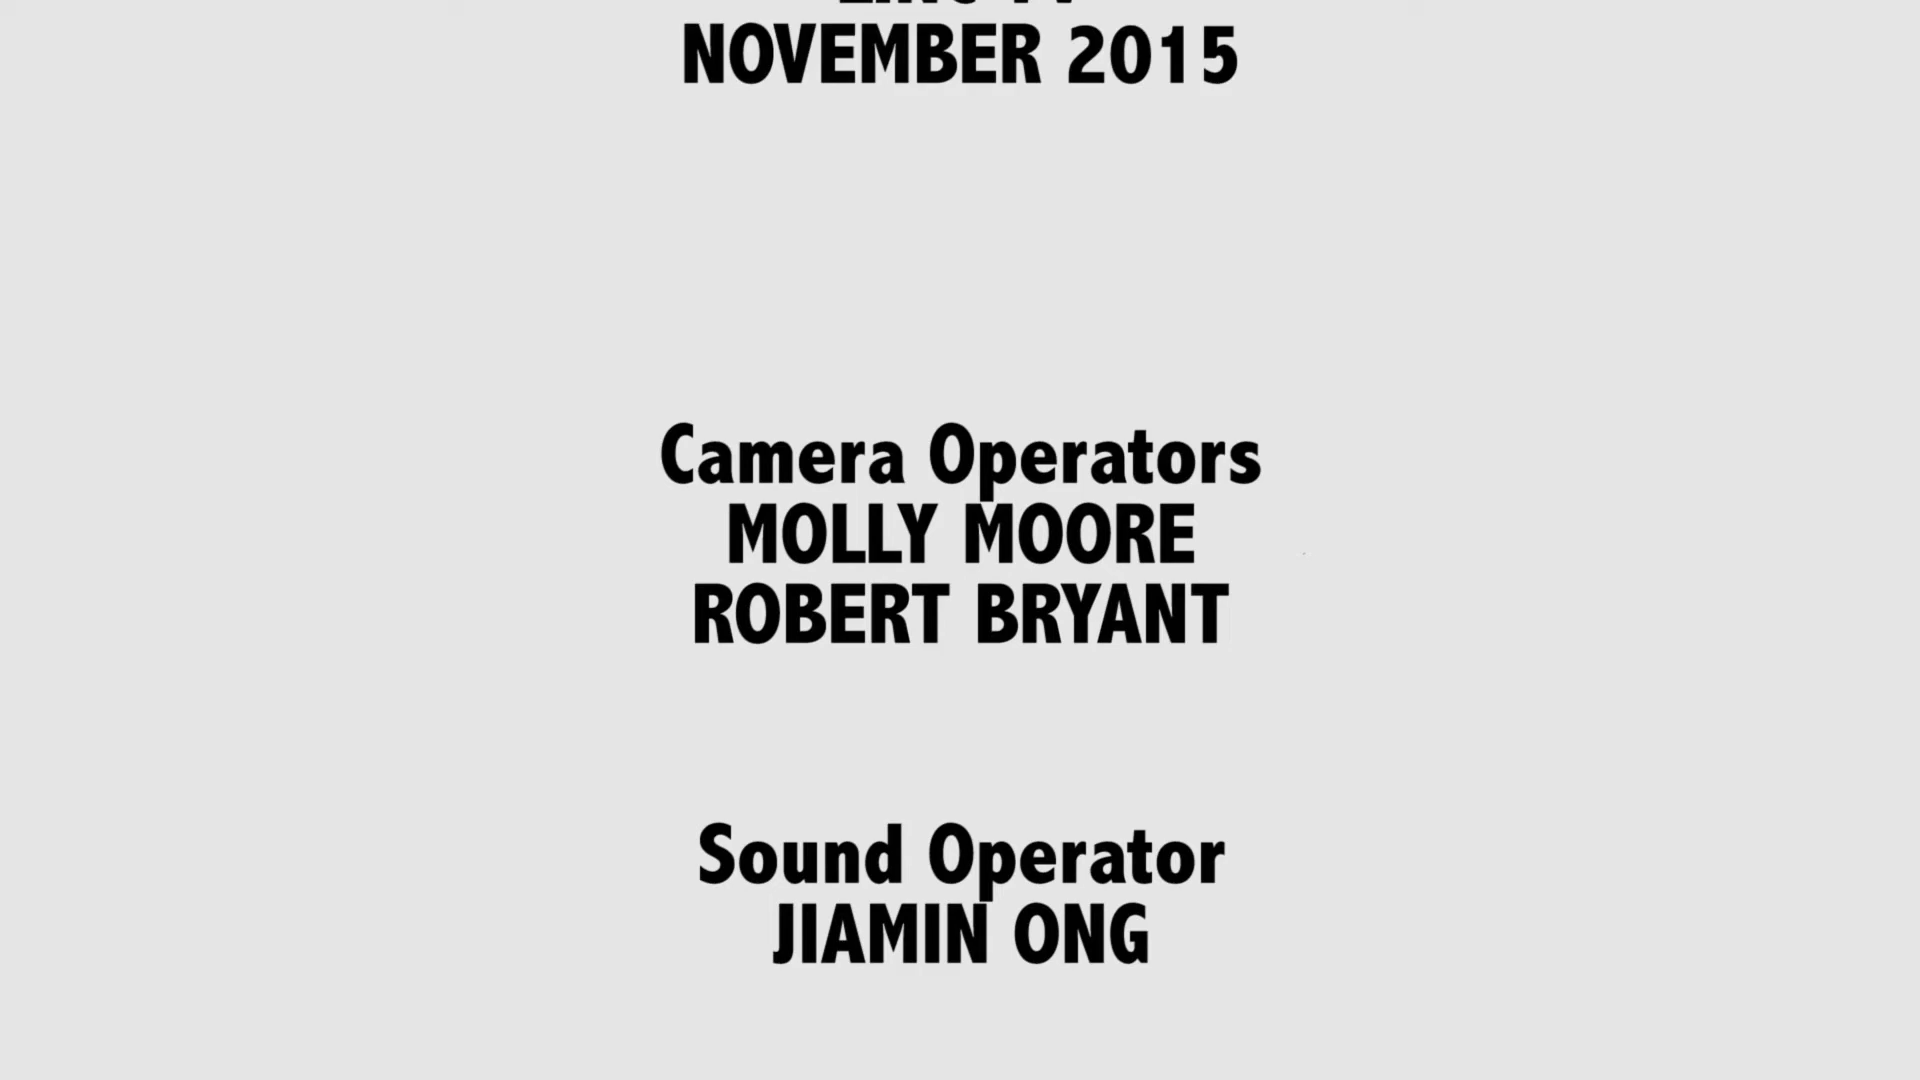 NOVEMBER 2015
Camera Operators
MOLLY MOORE
ROBERT BRYANT
Sound Operator
JIAMIN ONG